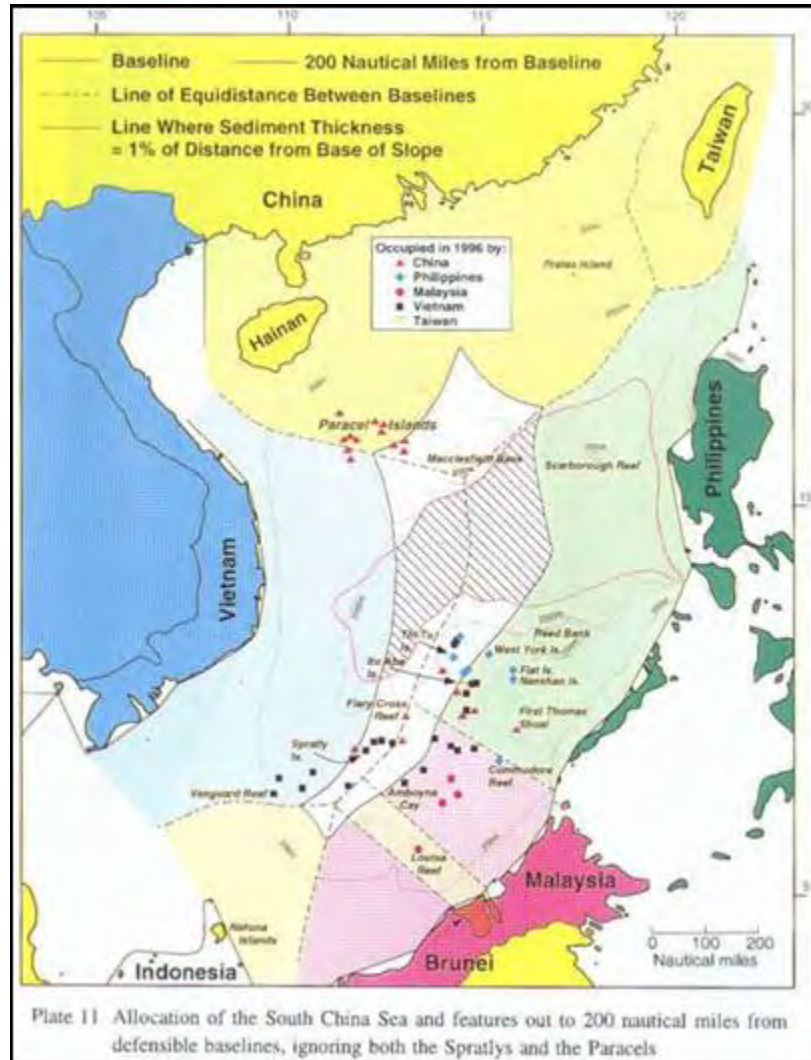 105 110 115 120
Baseline 200 Nautical Miles from Baseline
Line of Equidistance Between Baselines
Line Where Sediment Thickness
= 1% of Distance from Base of Slope
China
Taiwan
Occupied in 1996 by:
China
Philippines
Malaysia
Vietnam
Taiwan
Pratas Island
Hainan
Paracel Islands
Macclesfield Bank
Scarborough Reef
Philippines
15
Vietnam
Reed Bank
West York Is.
Itu Aba
Is.
Flat Is.
Nanshan Is.
Fiery Cross
Reef
First Thomas
Shoal
Spratly
Is.
Commodore
Reef
Vanguard Reef
Amboyna
Cay
Louisa
Reef
Malaysia
Natuna
Islands
0 100 200
Nautical miles
Indonesia
Brunei
Plate 11 Allocation of the South China Sea and features out to 200 nautical miles from
defensible baselines, ignoring both the Spratlys and the Paracels